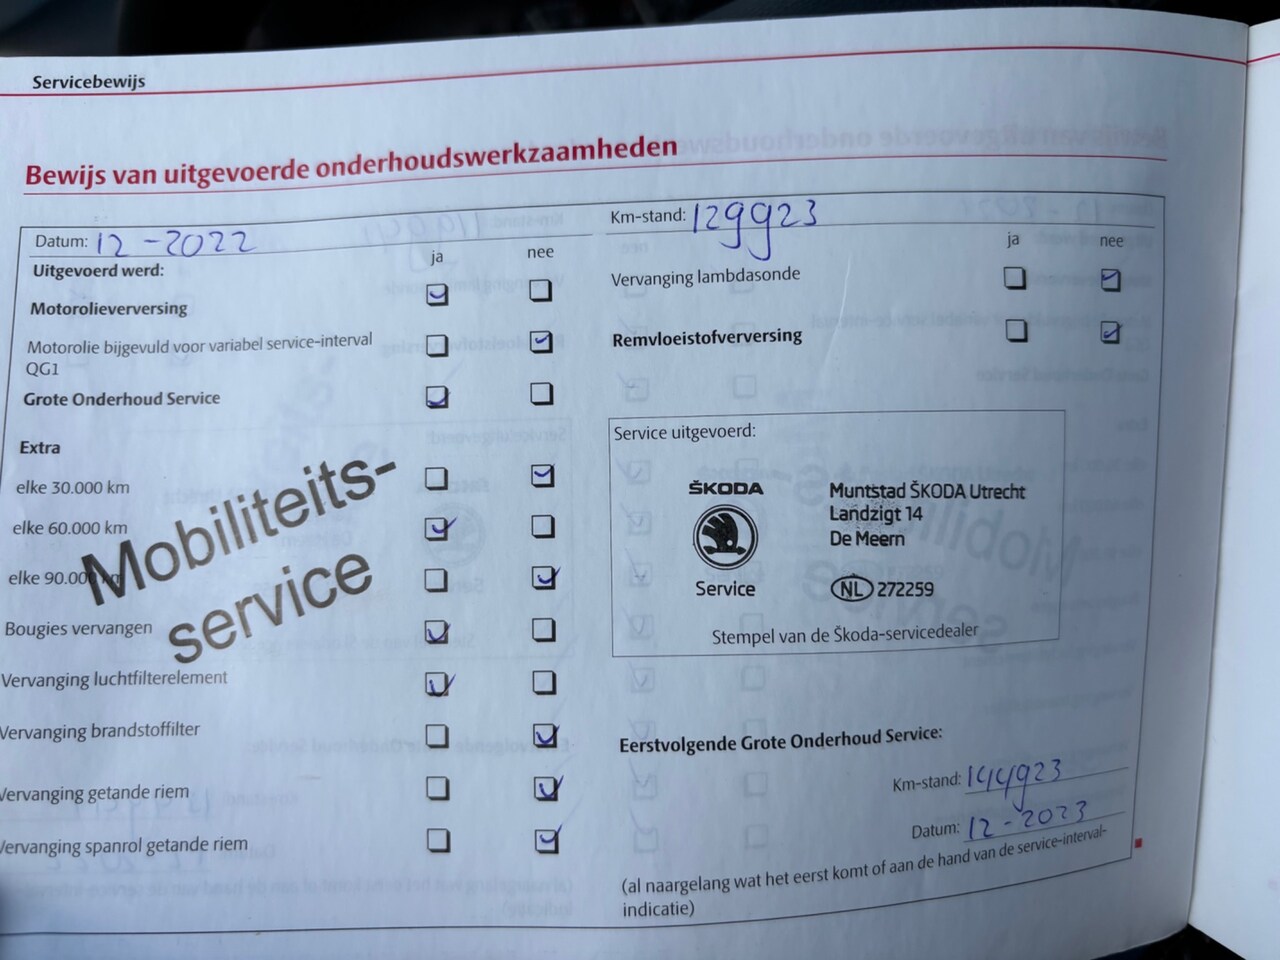 Servicebewijs
Bewijs van uitgevoerde onderhoudswerkzaamheden
Datum: 12-2022
Uitgevoerd werd:
ja nee
Motorolieverversing
Motorolie bijgevuld voor variabel service-interval
QG1
Grote Onderhoud Service
Extra
elke 30.000 km
elke 60.000 km
elke 90.000 km
Mobiliteits-
service
Bougies vervangen
Vervanging luchtfilterelement
Vervanging brandstoffilter
Vervanging getande riem
Vervanging spanrol getande riem
Km-stand: 129923
ja nee
Vervanging lambdasonde
Remvloeistofverversing
Service uitgevoerd:
ŠKODA
Service
Muntstad ŠKODA Utrecht
Landzigt 14
De Meern
NL 272259
Stempel van de Škoda-servicedealer
Eerstvolgende Grote Onderhoud Service:
Km-stand: 144923
Datum: 12-2023
(al naargelang wat het eerst komt of aan de hand van de service-interval-
indicatie)